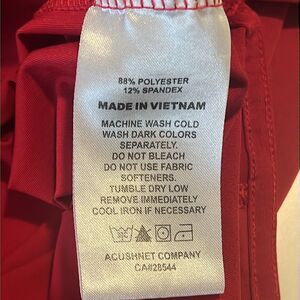 88% POLYESTER
12% SPANDEX
MADE IN VIETNAM
MACHINE WASH COLD
WASH DARK COLORS
SEPARATELY.
DO NOT BLEACH
DO NOT USE FABRIC
SOFTENERS.
TUMBLE DRY LOW
REMOVE IMMEDIATELY
COOL IRON IF NECESSARY
ACUSHNET COMPANY
CA#28544